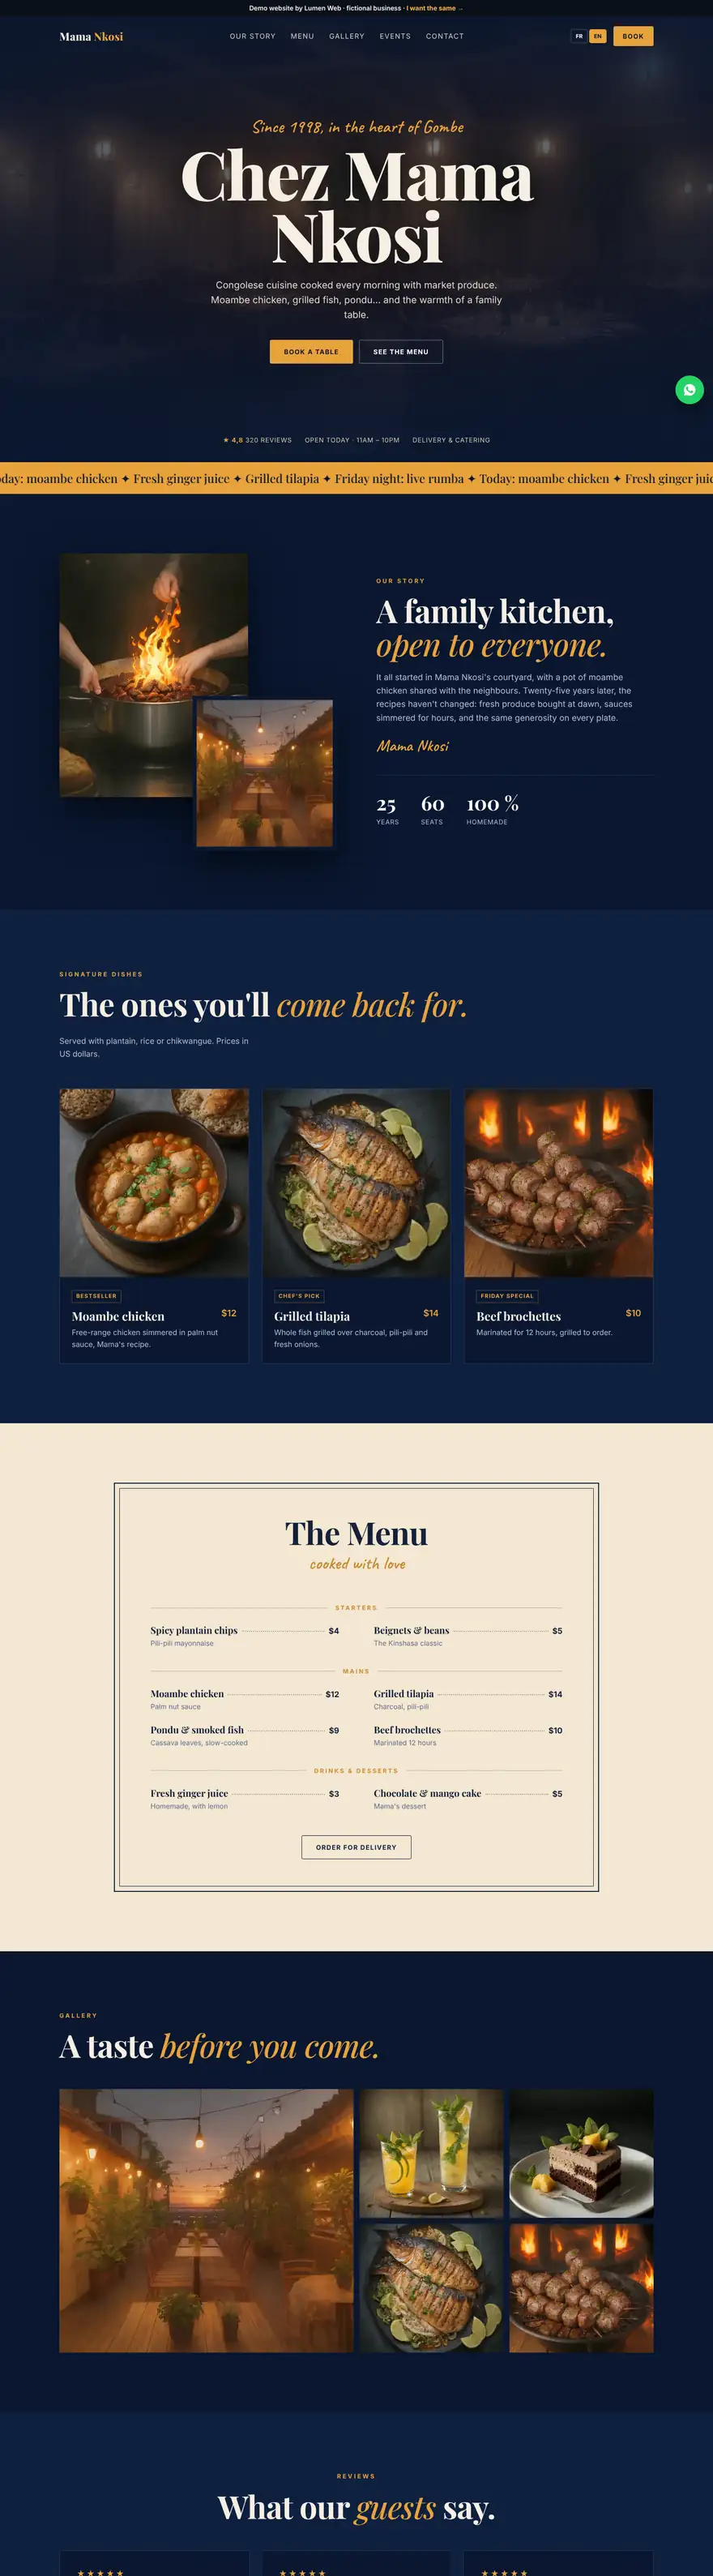 Demo website by Lumen Web · fictional business · I want the same →
Mama Nkosi
OUR STORY MENU GALLERY EVENTS CONTACT
FR EN BOOK
Since 1998, in the heart of Gombe
Chez Mama
Nkosi
Congolese cuisine cooked every morning with market produce.
Moambe chicken, grilled fish, pondu... and the warmth of a family
table.
BOOK A TABLE SEE THE MENU
★ 4,8 320 REVIEWS OPEN TODAY · 11AM – 10PM DELIVERY & CATERING
day: moambe chicken ✦ Fresh ginger juice ✦ Grilled tilapia ✦ Friday night: live rumba ✦ Today: moambe chicken ✦ Fresh ginger juic
OUR STORY
A family kitchen,
open to everyone.
It all started in Mama Nkosi's courtyard, with a pot of moambe
chicken shared with the neighbours. Twenty-five years later, the
recipes haven't changed: fresh produce bought at dawn, sauces
simmered for hours, and the same generosity on every plate.
Mama Nkosi
25 60 100 %
YEARS SEATS HOMEMADE
SIGNATURE DISHES
The ones you'll come back for.
Served with plantain, rice or chikwangue. Prices in
US dollars.
BESTSELLER
Moambe chicken $12
Free-range chicken simmered in palm nut
sauce, Mama's recipe.
CHEF'S PICK
Grilled tilapia $14
Whole fish grilled over charcoal, pili-pili and
fresh onions.
FRIDAY SPECIAL
Beef brochettes $10
Marinated for 12 hours, grilled to order.
The Menu
cooked with love
STARTERS
Spicy plantain chips $4
Pili-pili mayonnaise
Beignets & beans $5
The Kinshasa classic
MAINS
Moambe chicken $12
Palm nut sauce
Grilled tilapia $14
Charcoal, pili-pili
Pondu & smoked fish $9
Cassava leaves, slow-cooked
Beef brochettes $10
Marinated 12 hours
DRINKS & DESSERTS
Fresh ginger juice $3
Homemade, with lemon
Chocolate & mango cake $5
Mama's dessert
ORDER FOR DELIVERY
GALLERY
A taste before you come.
REVIEWS
What our guests say.
★★★★★ ★★★★★ ★★★★★